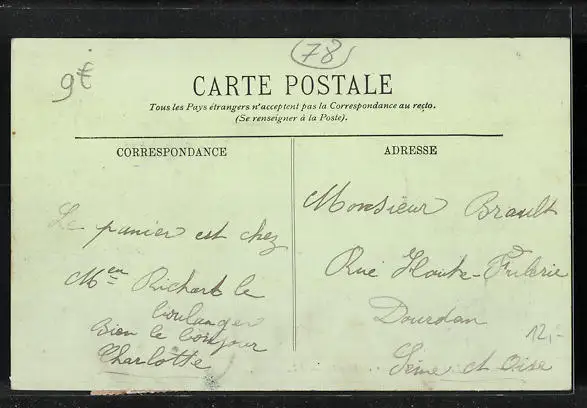 78
9€
CARTE POSTALE
Tous les Pays étrangers n'acceptent pas la Correspondance au recto.
(Se renseigner à la Poste).
CORRESPONDANCE
ADRESSE
Le panier est chez
Men Richard le
boulanger
Bien le bonjour
Charlotte
Monsieur Brault
Rue Haute-Friperie
Dourdan
12,-
Seine et Oise